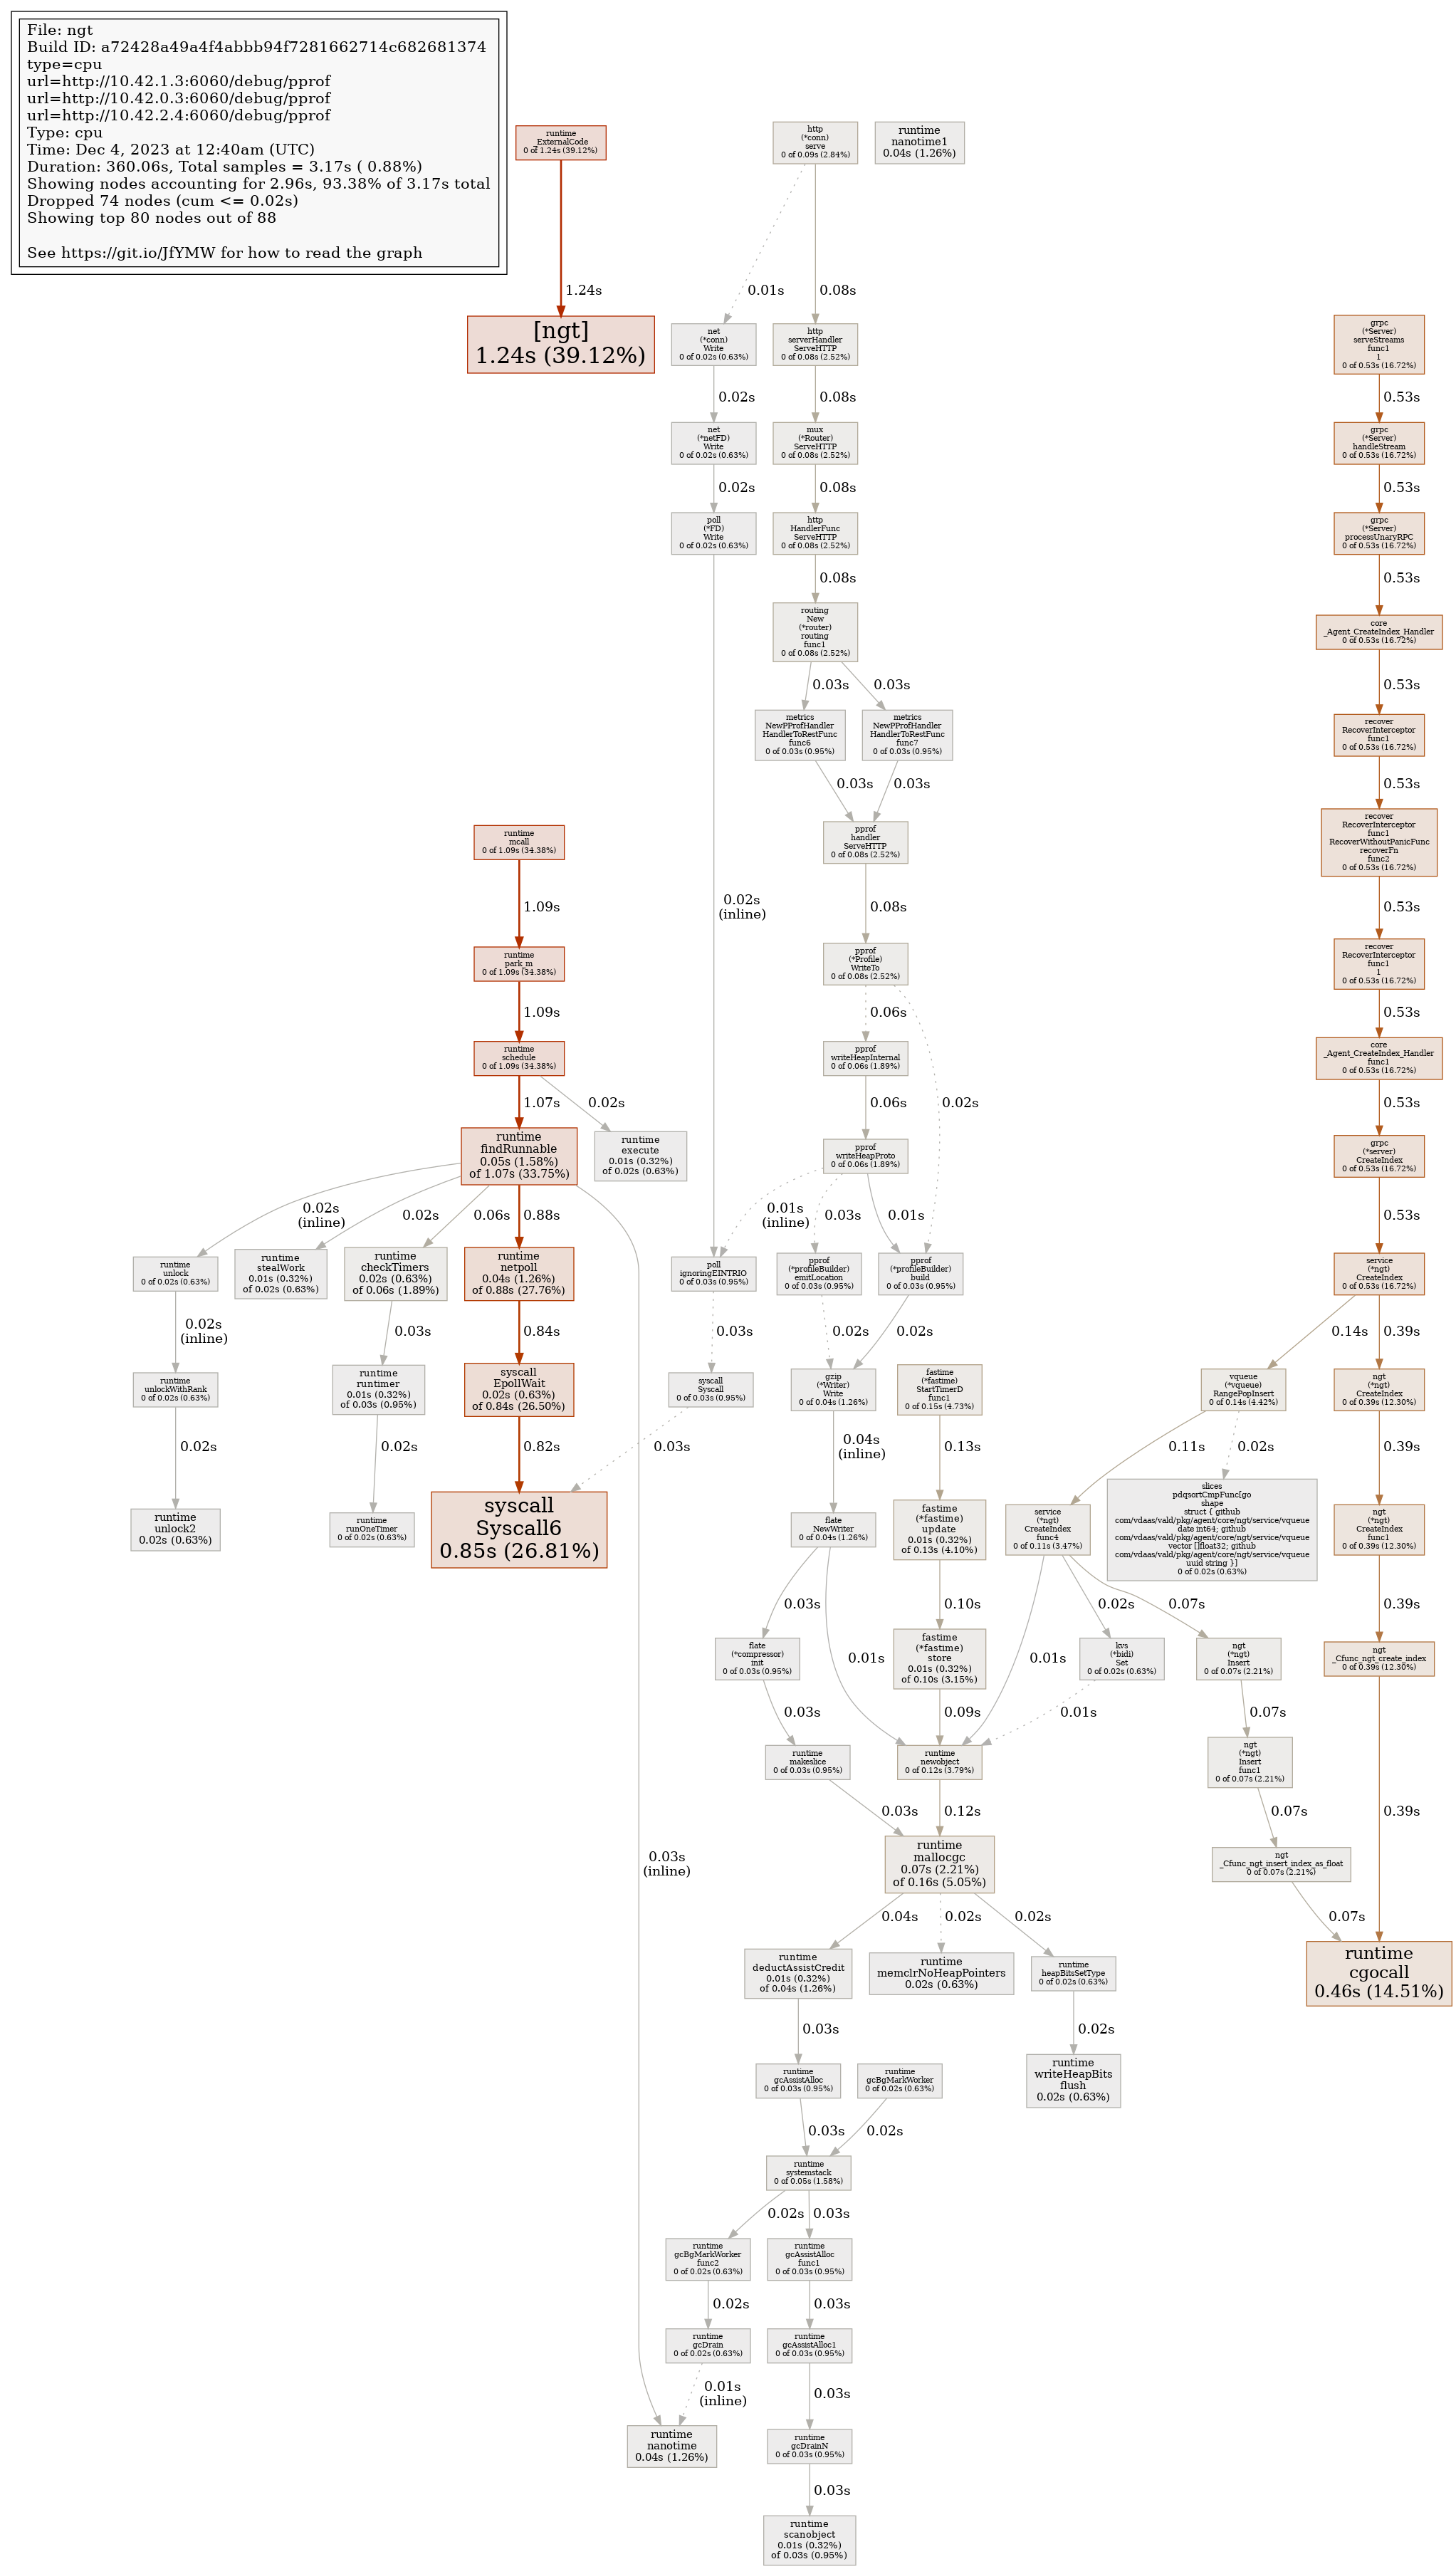 File: ngt
Build ID: a72428a49a4f4abbb94f7281662714c682681374
type=cpu
url=http://10.42.1.3:6060/debug/pprof
url=http://10.42.0.3:6060/debug/pprof
url=http://10.42.2.4:6060/debug/pprof
Type: cpu
Time: Dec 4, 2023 at 12:40am (UTC)
Duration: 360.06s, Total samples = 3.17s ( 0.88%)
Showing nodes accounting for 2.96s, 93.38% of 3.17s total
Dropped 74 nodes (cum <= 0.02s)
Showing top 80 nodes out of 88
See https://git.io/JfYMW for how to read the graph
runtime
_ExternalCode
0 of 1.24s (39.12%)
http
(*conn)
serve
0 of 0.09s (2.84%)
runtime
nanotime1
0.04s (1.26%)
1.24s
0.01s
0.08s
[ngt]
1.24s (39.12%)
net
(*conn)
Write
0 of 0.02s (0.63%)
http
serverHandler
ServeHTTP
0 of 0.08s (2.52%)
grpc
(*Server)
serveStreams
func1
1
0 of 0.53s (16.72%)
0.02s
0.08s
0.53s
net
(*netFD)
Write
0 of 0.02s (0.63%)
mux
(*Router)
ServeHTTP
0 of 0.08s (2.52%)
grpc
(*Server)
handleStream
0 of 0.53s (16.72%)
0.02s
0.08s
0.53s
poll
(*FD)
Write
0 of 0.02s (0.63%)
http
HandlerFunc
ServeHTTP
0 of 0.08s (2.52%)
grpc
(*Server)
processUnaryRPC
0 of 0.53s (16.72%)
0.08s
0.53s
routing
New
(*router)
routing
func1
0 of 0.08s (2.52%)
core
_Agent_CreateIndex_Handler
0 of 0.53s (16.72%)
0.03s
0.03s
0.53s
metrics
NewPProfHandler
HandlerToRestFunc
func6
0 of 0.03s (0.95%)
metrics
NewPProfHandler
HandlerToRestFunc
func7
0 of 0.03s (0.95%)
recover
RecoverInterceptor
func1
0 of 0.53s (16.72%)
0.03s
0.03s
0.53s
runtime
mcall
0 of 1.09s (34.38%)
pprof
handler
ServeHTTP
0 of 0.08s (2.52%)
recover
RecoverInterceptor
func1
RecoverWithoutPanicFunc
recoverFn
func2
0 of 0.53s (16.72%)
1.09s
0.02s
(inline)
0.08s
0.53s
runtime
park_m
0 of 1.09s (34.38%)
pprof
(*Profile)
WriteTo
0 of 0.08s (2.52%)
recover
RecoverInterceptor
func1
1
0 of 0.53s (16.72%)
1.09s
0.06s
0.53s
runtime
schedule
0 of 1.09s (34.38%)
pprof
writeHeapInternal
0 of 0.06s (1.89%)
core
_Agent_CreateIndex_Handler
func1
0 of 0.53s (16.72%)
1.07s
0.02s
0.06s
0.02s
0.53s
runtime
findRunnable
0.05s (1.58%)
of 1.07s (33.75%)
runtime
execute
0.01s (0.32%)
of 0.02s (0.63%)
pprof
writeHeapProto
0 of 0.06s (1.89%)
grpc
(*server)
CreateIndex
0 of 0.53s (16.72%)
0.02s
(inline)
0.02s
0.06s
0.88s
0.01s
(inline)
0.03s
0.01s
0.53s
runtime
unlock
0 of 0.02s (0.63%)
runtime
stealWork
0.01s (0.32%)
of 0.02s (0.63%)
runtime
checkTimers
0.02s (0.63%)
of 0.06s (1.89%)
runtime
netpoll
0.04s (1.26%)
of 0.88s (27.76%)
poll
ignoringEINTRIO
0 of 0.03s (0.95%)
pprof
(*profileBuilder)
emitLocation
0 of 0.03s (0.95%)
pprof
(*profileBuilder)
build
0 of 0.03s (0.95%)
service
(*ngt)
CreateIndex
0 of 0.53s (16.72%)
0.02s
(inline)
0.03s
0.84s
0.03s
0.02s
0.02s
0.14s
0.39s
runtime
unlockWithRank
0 of 0.02s (0.63%)
runtime
runtimer
0.01s (0.32%)
of 0.03s (0.95%)
syscall
EpollWait
0.02s (0.63%)
of 0.84s (26.50%)
syscall
Syscall
0 of 0.03s (0.95%)
gzip
(*Writer)
Write
0 of 0.04s (1.26%)
fastime
(*fastime)
StartTimerD
func1
0 of 0.15s (4.73%)
vqueue
(*vqueue)
RangePopInsert
0 of 0.14s (4.42%)
ngt
(*ngt)
CreateIndex
0 of 0.39s (12.30%)
0.02s
0.02s
0.82s
0.03s
0.04s
(inline)
0.13s
0.11s
0.02s
0.39s
runtime
unlock2
0.02s (0.63%)
runtime
runOneTimer
0 of 0.02s (0.63%)
syscall
Syscall6
0.85s (26.81%)
flate
NewWriter
0 of 0.04s (1.26%)
fastime
(*fastime)
update
0.01s (0.32%)
of 0.13s (4.10%)
service
(*ngt)
CreateIndex
func4
0 of 0.11s (3.47%)
slices
pdqsortCmpFunc[go
shape
struct { github
com/vdaas/vald/pkg/agent/core/ngt/service/vqueue
date int64; github
com/vdaas/vald/pkg/agent/core/ngt/service/vqueue
vector []float32; github
com/vdaas/vald/pkg/agent/core/ngt/service/vqueue
uuid string }]
0 of 0.02s (0.63%)
ngt
(*ngt)
CreateIndex
func1
0 of 0.39s (12.30%)
0.03s
0.01s
0.10s
0.01s
0.02s
0.07s
0.39s
flate
(*compressor)
init
0 of 0.03s (0.95%)
fastime
(*fastime)
store
0.01s (0.32%)
of 0.10s (3.15%)
kvs
(*bidi)
Set
0 of 0.02s (0.63%)
ngt
(*ngt)
Insert
0 of 0.07s (2.21%)
ngt
_Cfunc_ngt_create_index
0 of 0.39s (12.30%)
0.03s
0.09s
0.01s
0.07s
runtime
makeslice
0 of 0.03s (0.95%)
runtime
newobject
0 of 0.12s (3.79%)
ngt
(*ngt)
Insert
func1
0 of 0.07s (2.21%)
0.03s
0.12s
0.07s
0.39s
runtime
mallocgc
0.07s (2.21%)
of 0.16s (5.05%)
ngt
_Cfunc_ngt_insert_index_as_float
0 of 0.07s (2.21%)
0.03s
(inline)
0.04s
0.02s
0.02s
0.07s
runtime
deductAssistCredit
0.01s (0.32%)
of 0.04s (1.26%)
runtime
memclrNoHeapPointers
0.02s (0.63%)
runtime
heapBitsSetType
0 of 0.02s (0.63%)
runtime
cgocall
0.46s (14.51%)
0.03s
0.02s
runtime
gcAssistAlloc
0 of 0.03s (0.95%)
runtime
gcBgMarkWorker
0 of 0.02s (0.63%)
runtime
writeHeapBits
flush
0.02s (0.63%)
0.03s
0.02s
runtime
systemstack
0 of 0.05s (1.58%)
0.02s
0.03s
runtime
gcBgMarkWorker
func2
0 of 0.02s (0.63%)
runtime
gcAssistAlloc
func1
0 of 0.03s (0.95%)
0.02s
0.03s
runtime
gcDrain
0 of 0.02s (0.63%)
runtime
gcAssistAlloc1
0 of 0.03s (0.95%)
0.01s
(inline)
0.03s
runtime
nanotime
0.04s (1.26%)
runtime
gcDrainN
0 of 0.03s (0.95%)
0.03s
runtime
scanobject
0.01s (0.32%)
of 0.03s (0.95%)